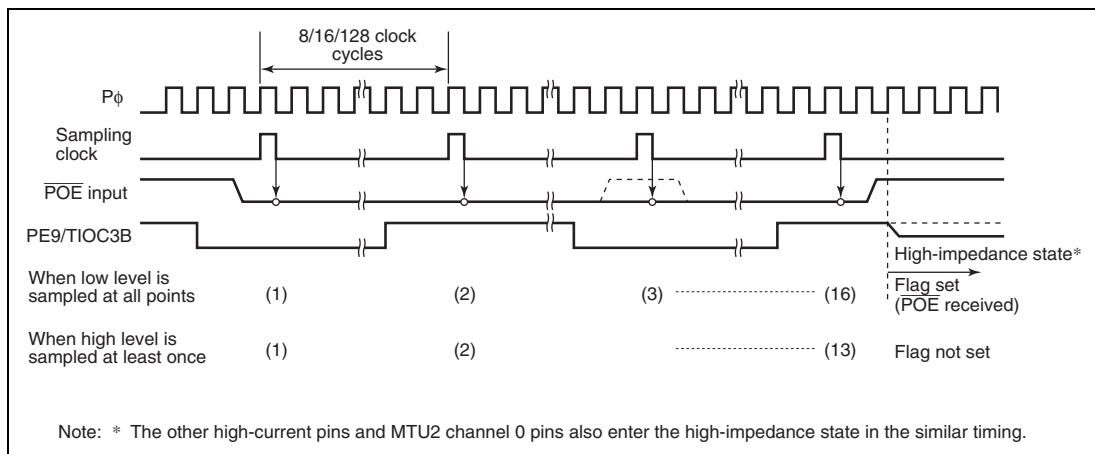 8/16/128 clock
cycles
Pφ
Sampling
clock
POE input
PE9/TIOC3B
High-impedance state*
When low level is
sampled at all points
(1) (2) (3) (16)
Flag set
(POE received)
When high level is
sampled at least once
(1) (2) (13)
Flag not set
Note: * The other high-current pins and MTU2 channel 0 pins also enter the high-impedance state in the similar timing.